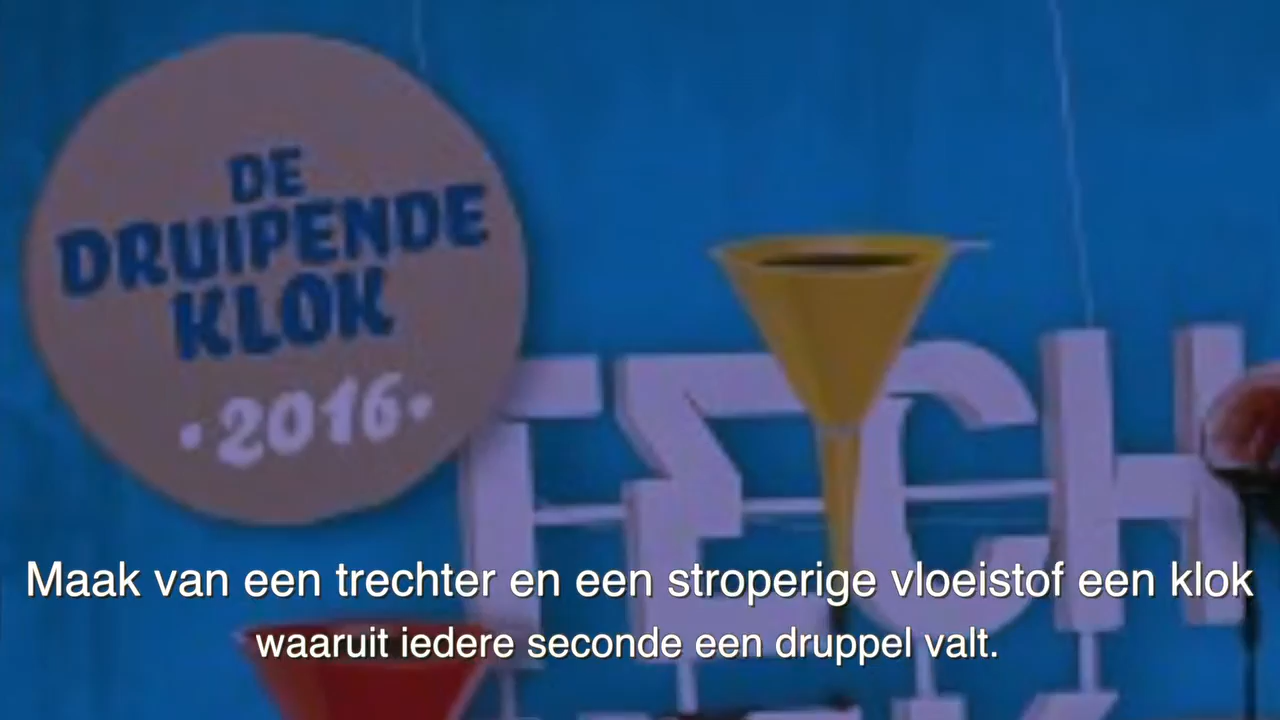 DE
DRUIPENDE
KLOK
•2016•
TECH
Maak van een trechter en een stroperige vloeistof een klok
waaruit iedere seconde een druppel valt.